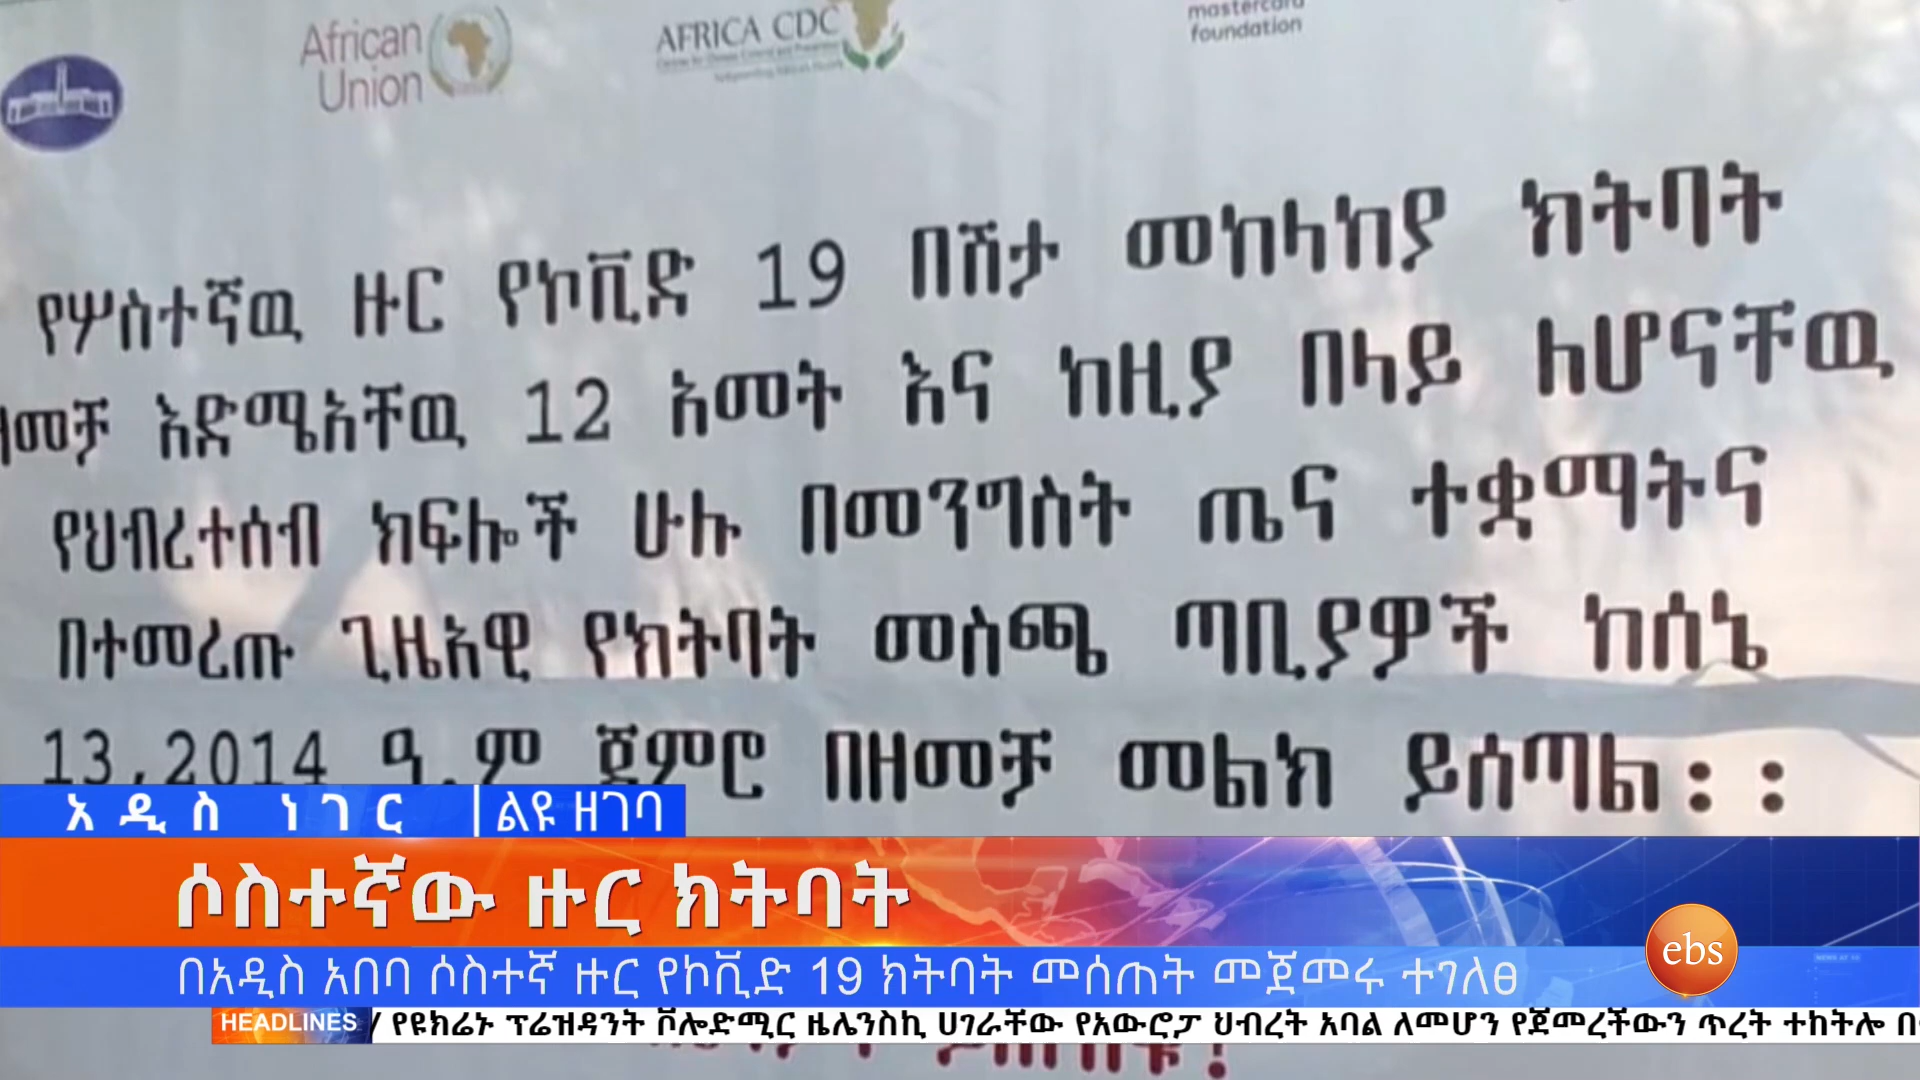 African
Union
AFRICA CDC
mastercard
foundation
የሦስተኛዉ ዙር የኮቪድ 19 በሽታ መከላከያ ክትባት
እድሜአቸዉ 12 አመት እና ከዚያ በላይ ለሆናቸዉ
የህብረተሰብ ክፍሎች ሁሉ በመንግስት ጤና ተቋማትና
በተመረጡ ጊዜአዊ የክትባት መስጫ ጣቢያዎች ከሰኔ
13,2014 ዓ.ም ጀምሮ በዘመቻ መልክ ይሰጣል፡፡
አዲስ ነገር |ልዩ ዘገባ
ሶስተኛው ዙር ክትባት
ebs
በአዲስ አበባ ሶስተኛ ዙር የኮቪድ 19 ክትባት መሰጠት መጀመሩ ተገለፀ
HEADLINES / የዩክሬኑ ፕሬዝዳንት ቮሎድሚር ዜሌንስኪ ሀገራቸው የአውሮፓ ህብረት አባል ለመሆን የጀመረችውን ጥረት ተከትሎ